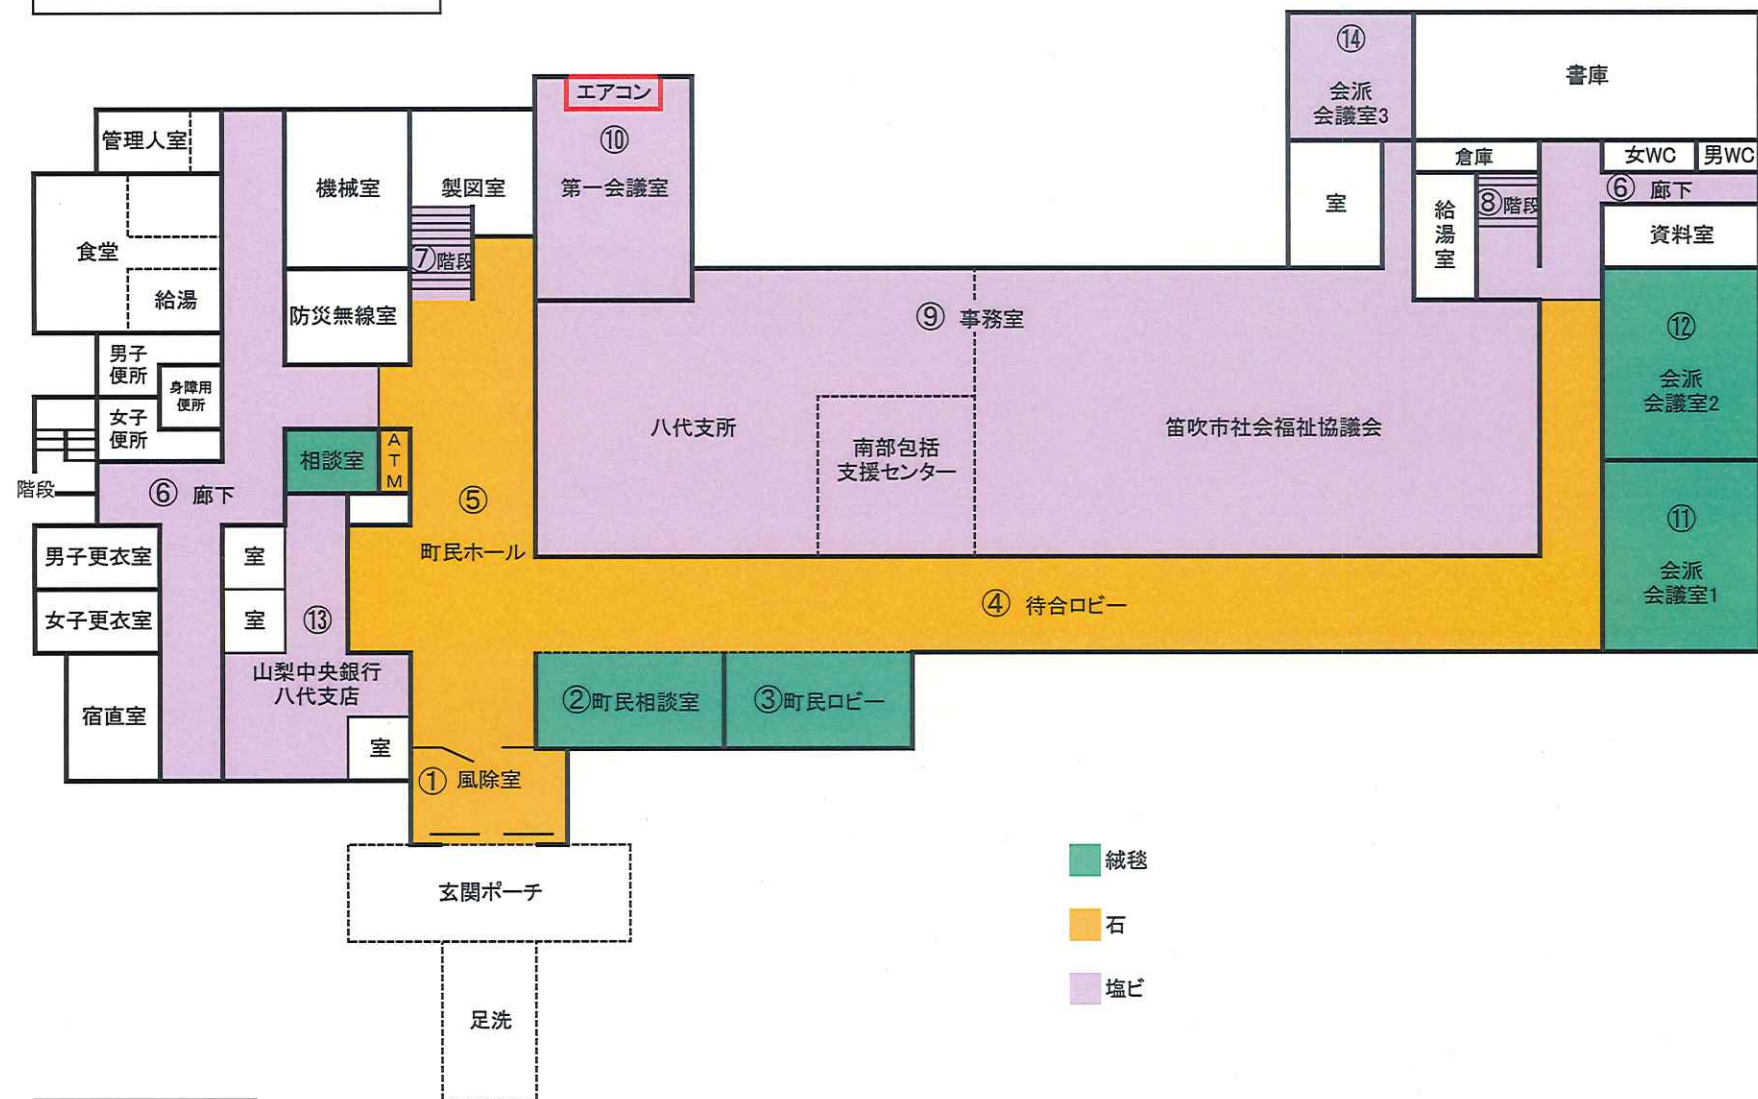 ⑭
会派
会議室3
書庫
エアコン
⑩
第一会議室
管理人室
機械室
製図室
倉庫
女WC
男WC
室
給湯室
⑧階段
⑥ 廊下
資料室
食堂
⑦階段
給湯
防災無線室
⑨ 事務室
⑫
会派
会議室2
男子
便所
身障用
便所
女子
便所
八代支所
南部包括
支援センター
笛吹市社会福祉協議会
相談室
ATM
階段
⑥ 廊下
⑤
町民ホール
⑪
会派
会議室1
男子更衣室
室
女子更衣室
室
⑬
④ 待合ロビー
山梨中央銀行
八代支店
宿直室
室
②町民相談室
③町民ロビー
① 風除室
玄関ポーチ
足洗
絨毯
石
塩ビ